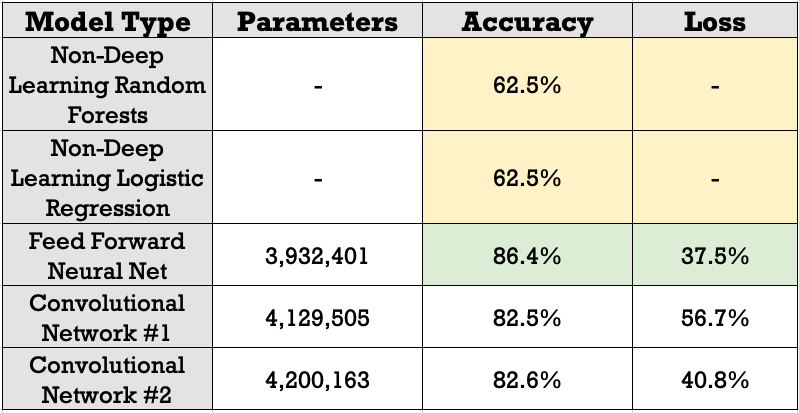 Model Type Parameters Accuracy Loss
Non-Deep
Learning Random
Forests
- 62.5% -
Non-Deep
Learning Logistic
Regression
- 62.5% -
Feed Forward
Neural Net
3,932,401 86.4% 37.5%
Convolutional
Network #1
4,129,505 82.5% 56.7%
Convolutional
Network #2
4,200,163 82.6% 40.8%